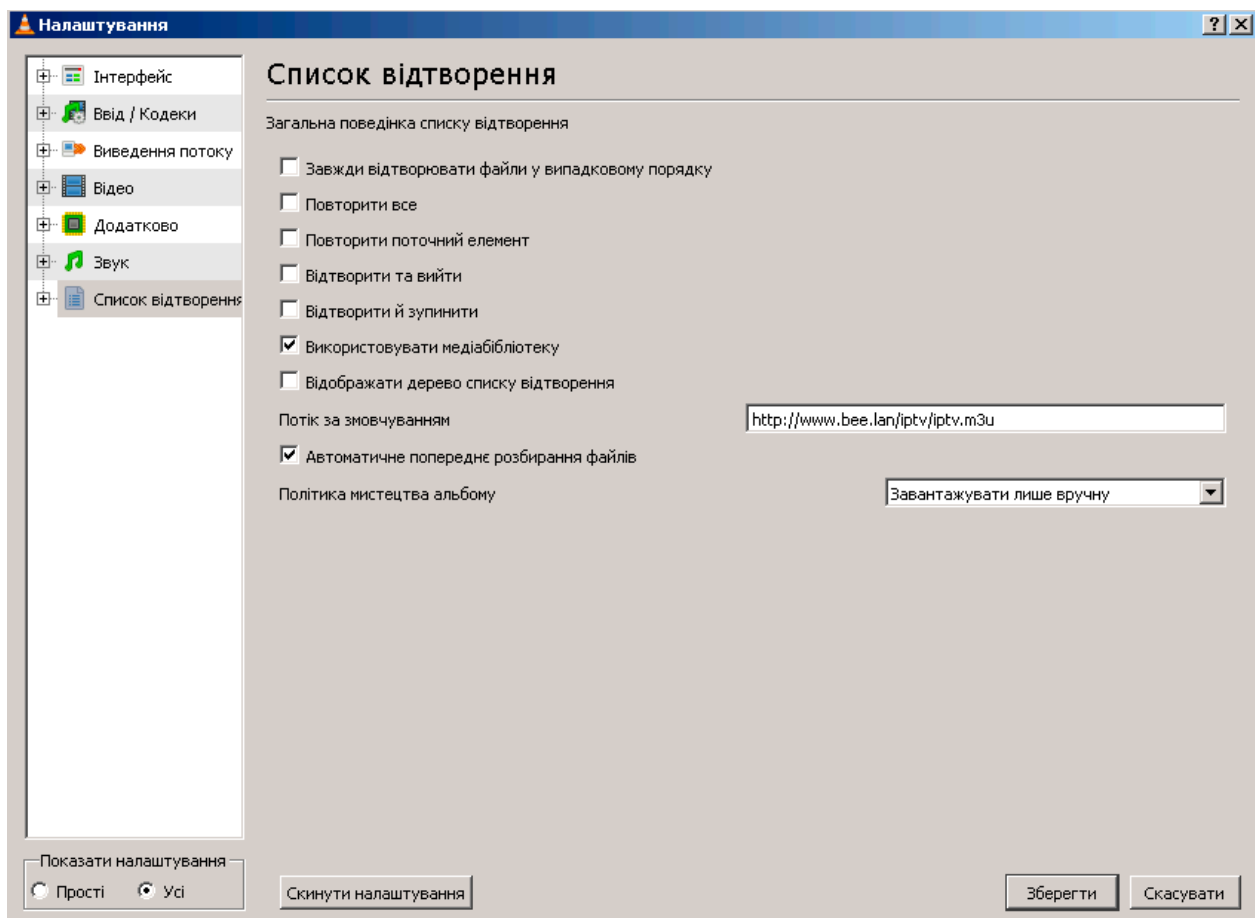 Налаштування
Інтерфейс
Ввід / Кодеки
Виведення потоку
Відео
Додатково
Звук
Список відтворення
Список відтворення
Загальна поведінка списку відтворення
Завжди відтворювати файли у випадковому порядку
Повторити все
Повторити поточний елемент
Відтворити та вийти
Відтворити й зупинити
Використовувати медіабібліотеку
Відображати дерево списку відтворення
Потік за змовчуванням http://www.bee.lan/iptv/iptv.m3u
Автоматичне попереднє розбирання файлів
Політика мистецтва альбому Завантажувати лише вручну
Показати налаштування
Прості Усі
Скинути налаштування Зберегти Скасувати